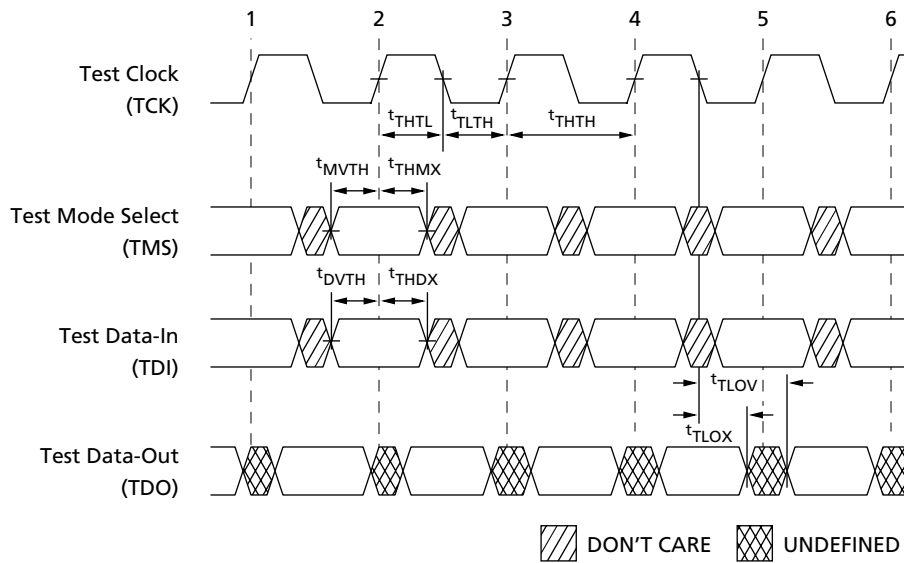 1 2 3 4 5 6
Test Clock
(TCK)
tTHTL tTLTH tTHTH
tMVTH tTHMX
Test Mode Select
(TMS)
tDVTH tTHDX
Test Data-In
(TDI)
tTLOV
tTLOX
Test Data-Out
(TDO)
DON'T CARE UNDEFINED